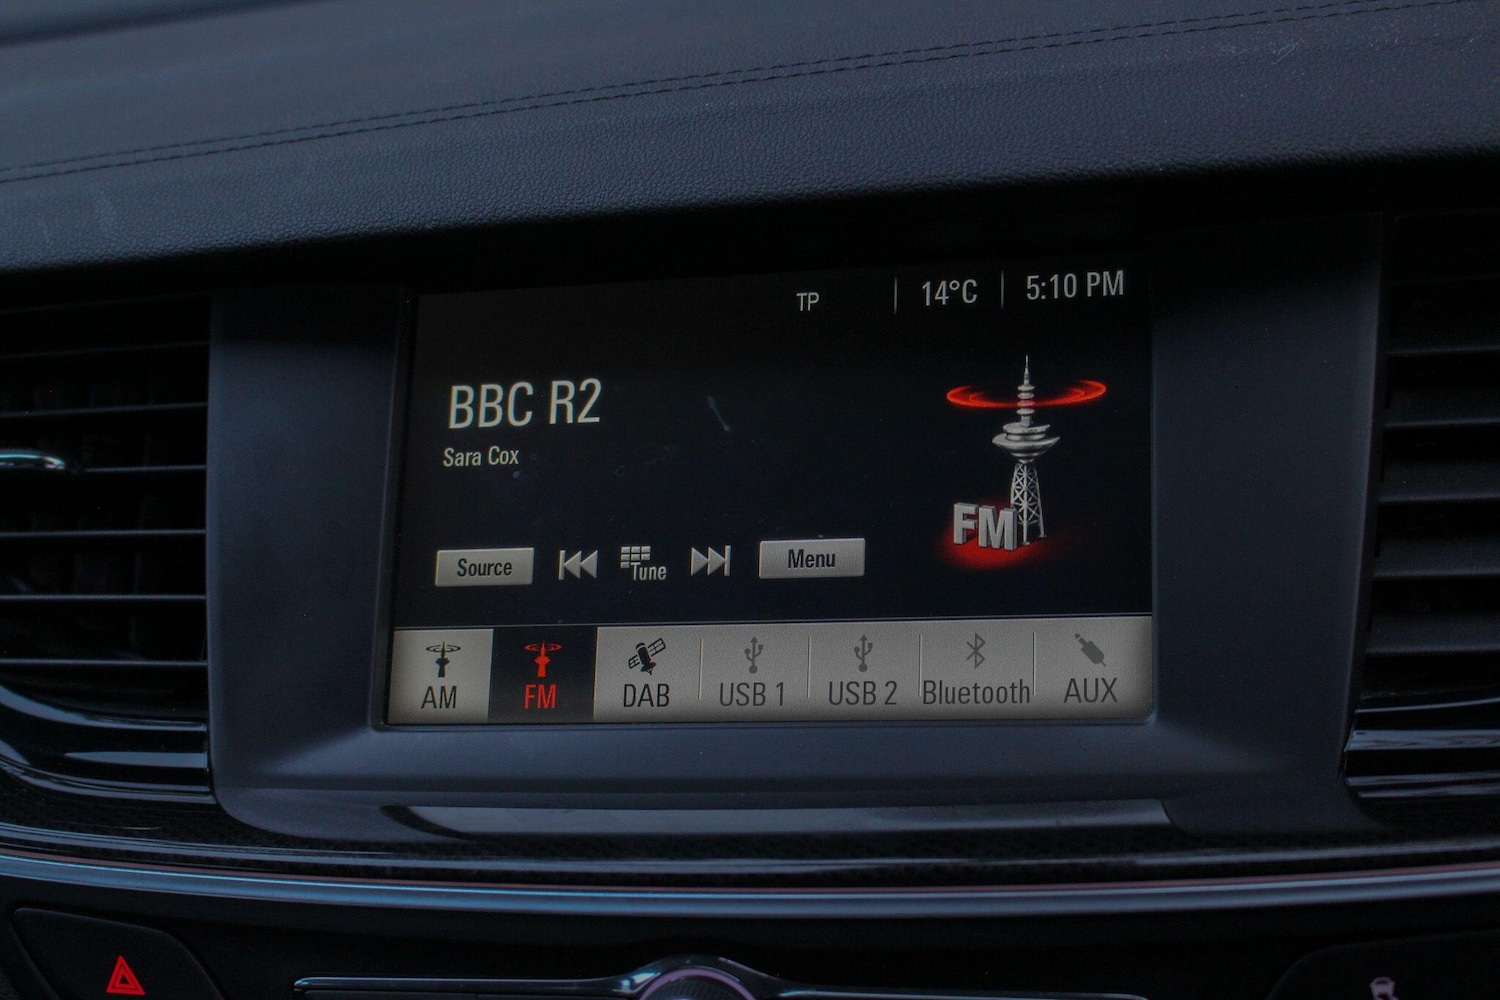 TP 14°C 5:10 PM
BBC R2
Sara Cox
FM
Source Tune Menu
AM FM DAB USB 1 USB 2 Bluetooth AUX